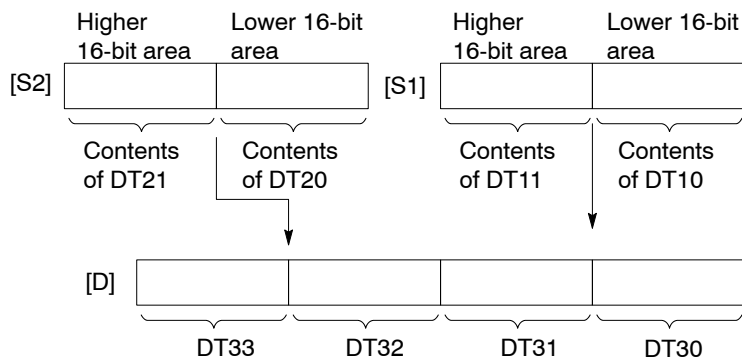 Higher
16-bit area
Lower 16-bit
area
Higher
16-bit area
Lower 16-bit
area
[S2]
[S1]
Contents
of DT21
Contents
of DT20
Contents
of DT11
Contents
of DT10
[D]
DT33
DT32
DT31
DT30